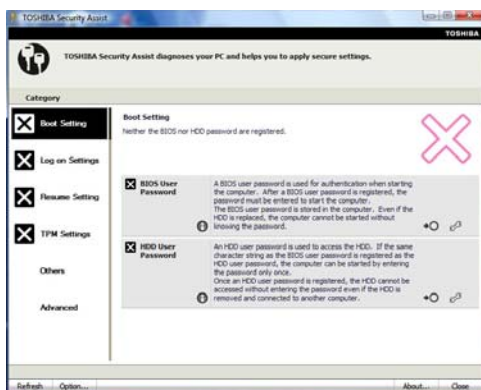 TOSHIBA Security Assist
TOSHIBA
TOSHIBA Security Assist diagnoses your PC and helps you to apply secure settings.
Category
Boot Setting
Log on Settings
Resume Setting
TPM Settings
Others
Advanced
Boot Setting
Neither the BIOS nor HDD password are registered.
BIOS User
Password
A BIOS user password is used for authentication when starting
the computer. After a BIOS user password is registered, the
password must be entered to start the computer.
The BIOS user password is stored in the computer. Even if the
HDD is replaced, the computer cannot be started without
knowing the password.
HDD User
Password
An HDD user password is used to access the HDD. If the same
character string as the BIOS user password is registered as the
HDD user password, the computer can be started by entering
the password only once.
Once an HDD user password is registered, the HDD cannot be
accessed without entering the password even if the HDD is
removed and connected to another computer.
Refresh
Option...
About...
Close